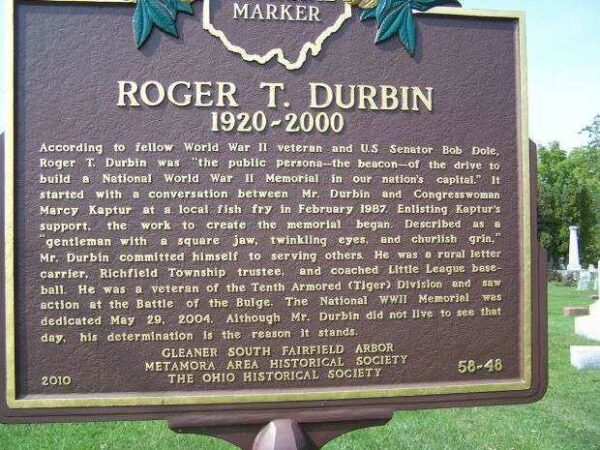 MARKER
ROGER T. DURBIN
1920~2000
According to fellow World War II veteran and U.S Senator Bob Dole,
Roger T. Durbin was "the public persona—the beacon—of the drive to
build a National World War II Memorial in our nation's capital." It
started with a conversation between Mr. Durbin and Congresswoman
Marcy Kaptur at a local fish fry in February 1987. Enlisting Kaptur's
support, the work to create the memorial began. Described as a
"gentleman with a square jaw, twinkling eyes, and churlish grin,"
Mr. Durbin committed himself to serving others. He was a rural letter
carrier, Richfield Township trustee, and coached Little League base-
ball. He was a veteran of the Tenth Armored (Tiger) Division and saw
action at the Battle of the Bulge. The National WWII Memorial was
dedicated May 29, 2004. Although Mr. Durbin did not live to see that
day, his determination is the reason it stands.
GLEANER SOUTH FAIRFIELD ARBOR
METAMORA AREA HISTORICAL SOCIETY
THE OHIO HISTORICAL SOCIETY
2010
58-48